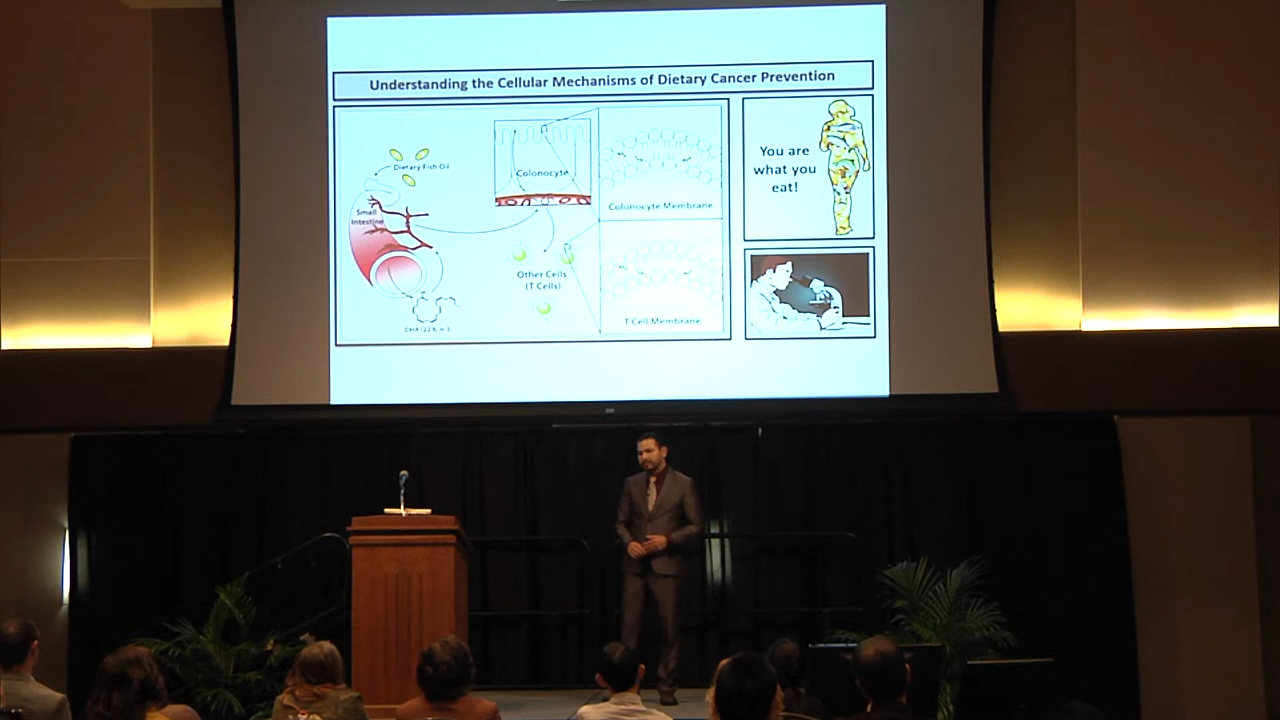 Understanding the Cellular Mechanisms of Dietary Cancer Prevention
Dietary Fish Oil
Small
Intestine
Colonocyte
Colonocyte Membrane
Other Cells
(T Cells)
T Cell Membrane
You are
what you
eat!